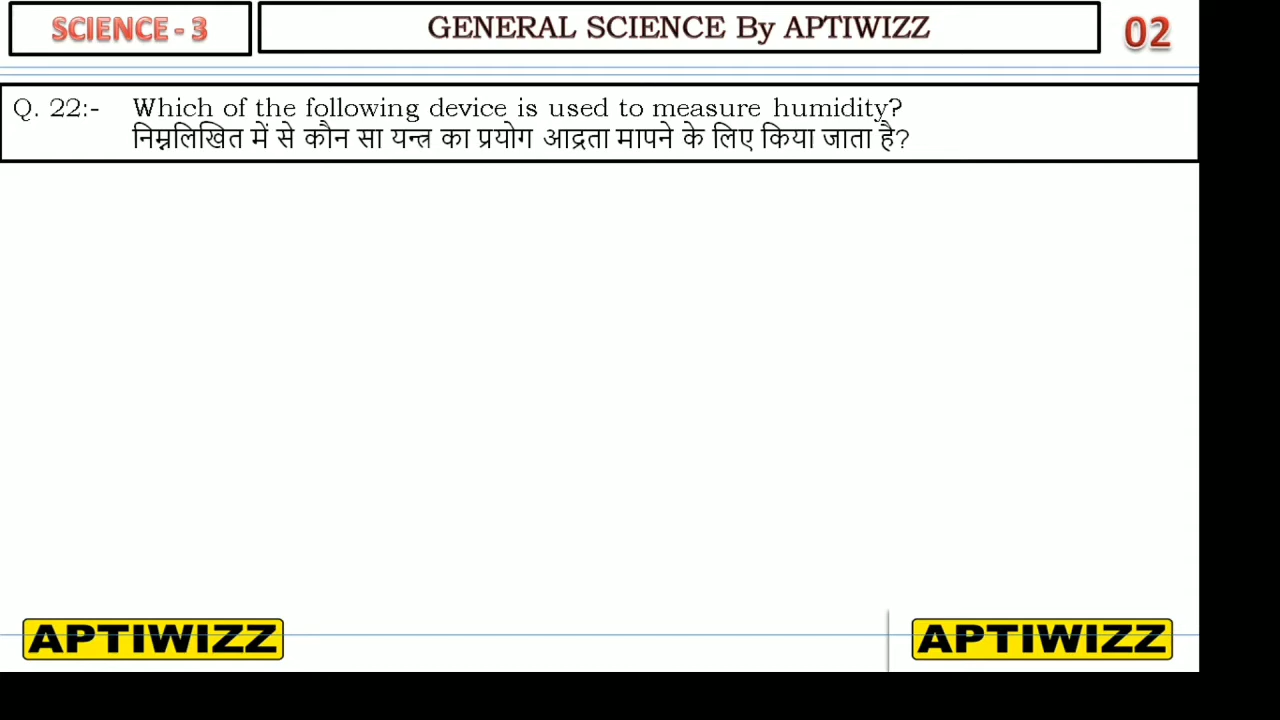 SCIENCE - 3
GENERAL SCIENCE By APTIWIZZ
02
Q. 22:- Which of the following device is used to measure humidity?
निम्नलिखित में से कौन सा यन्त्र का प्रयोग आद्रता मापने के लिए किया जाता है?
APTIWIZZ
APTIWIZZ